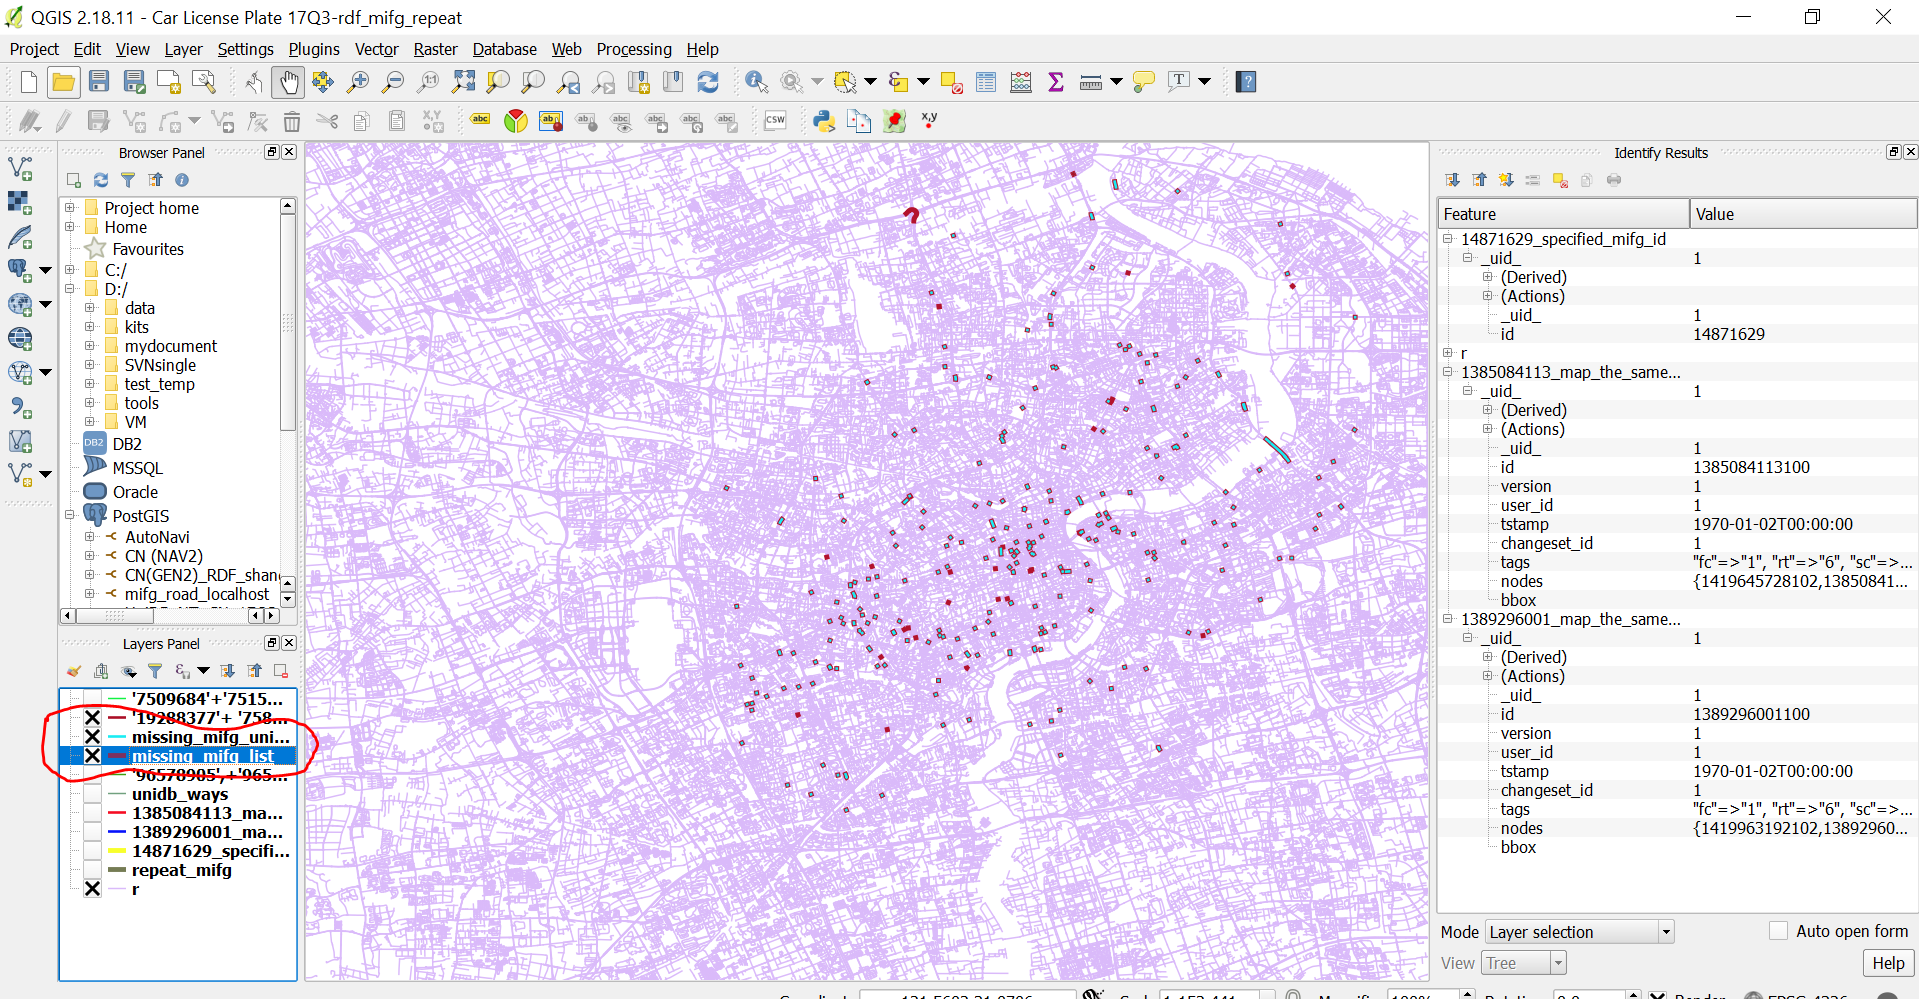 QGIS 2.18.11 - Car License Plate 17Q3-rdf_mifg_repeat
Project Edit View Layer Settings Plugins Vector Raster Database Web Processing Help
Browser Panel
Project home
Home
Favourites
C:/
D:/
data
kits
mydocument
SVNsingle
test_temp
tools
VM
DB2
MSSQL
Oracle
PostGIS
AutoNavi
CN (NAV2)
CN(GEN2)_RDF_shan
mifg_road_localhost
Layers Panel
'7509684'+'7515...
'19288377'+ '758...
missing_mifg_uni...
missing_mifg_list
'96578905','+'965...
unidb_ways
1385084113_ma...
1389296001_ma...
14871629_specifi...
repeat_mifg
r
Identify Results
Feature Value
14871629_specified_mifg_id
_uid_ 1
(Derived)
(Actions)
_uid_ 1
id 14871629
r
1385084113_map_the_same...
_uid_ 1
(Derived)
(Actions)
_uid_ 1
id 1385084113100
version 1
user_id 1
tstamp 1970-01-02T00:00:00
changeset_id 1
tags "fc"=>"1", "rt"=>"6", "sc"=>...
nodes {1419645728102,13850841...
bbox
1389296001_map_the_same...
_uid_ 1
(Derived)
(Actions)
_uid_ 1
id 1389296001100
version 1
user_id 1
tstamp 1970-01-02T00:00:00
changeset_id 1
tags "fc"=>"1", "rt"=>"6", "sc"=>...
nodes {1419963192102,13892960...
bbox
Mode Layer selection Auto open form
View Tree Help